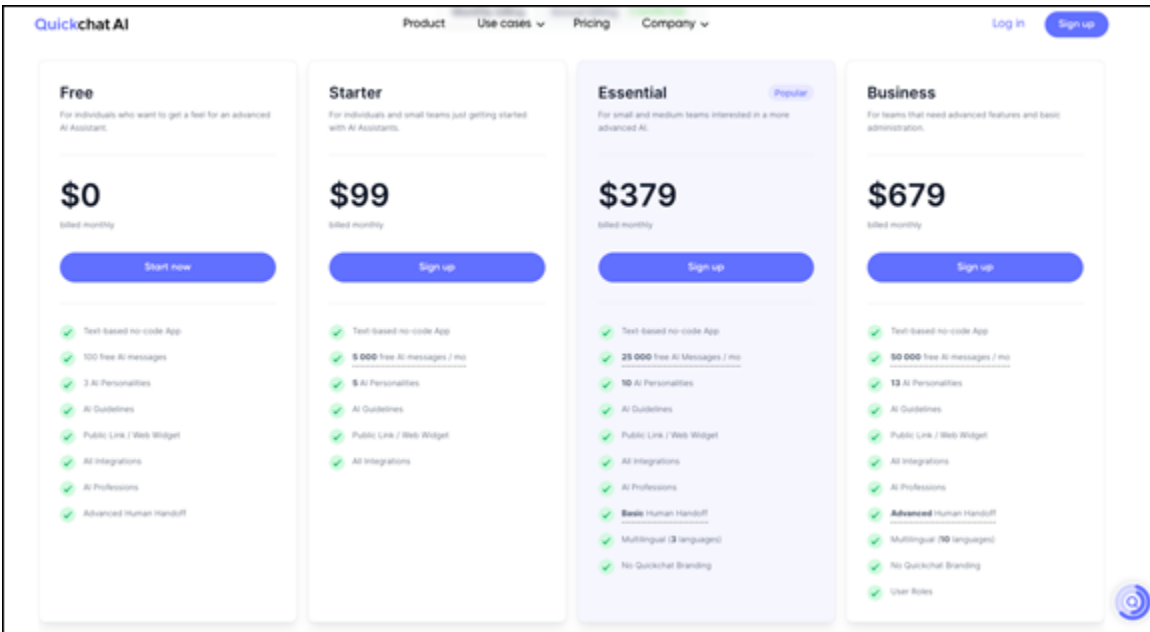 Quickchat AI
Product Use cases Pricing Company
Log in Sign up
Free
For individuals who want to get a feel for an advanced
AI Assistant.
$0
billed monthly
Start now
Text-based no-code App
100 free AI messages
3 AI Personalities
AI Guidelines
Public Link / Web Widget
All Integrations
AI Professions
Advanced Human Handoff
Starter
For individuals and small teams just getting started
with AI Assistants.
$99
billed monthly
Sign up
Text-based no-code App
5 000 free AI messages / mo
5 AI Personalities
AI Guidelines
Public Link / Web Widget
All Integrations
Essential Popular
For small and medium teams interested in a more
advanced AI.
$379
billed monthly
Sign up
Text-based no-code App
25 000 free AI Messages / mo
10 AI Personalities
AI Guidelines
Public Link / Web Widget
All Integrations
AI Professions
Basic Human Handoff
Multilingual (3 languages)
No Quickchat Branding
Business
For teams that need advanced features and basic
administration.
$679
billed monthly
Sign up
Text-based no-code App
50 000 free AI messages / mo
13 AI Personalities
AI Guidelines
Public Link / Web Widget
All Integrations
AI Professions
Advanced Human Handoff
Multilingual (10 languages)
No Quickchat Branding
User Roles